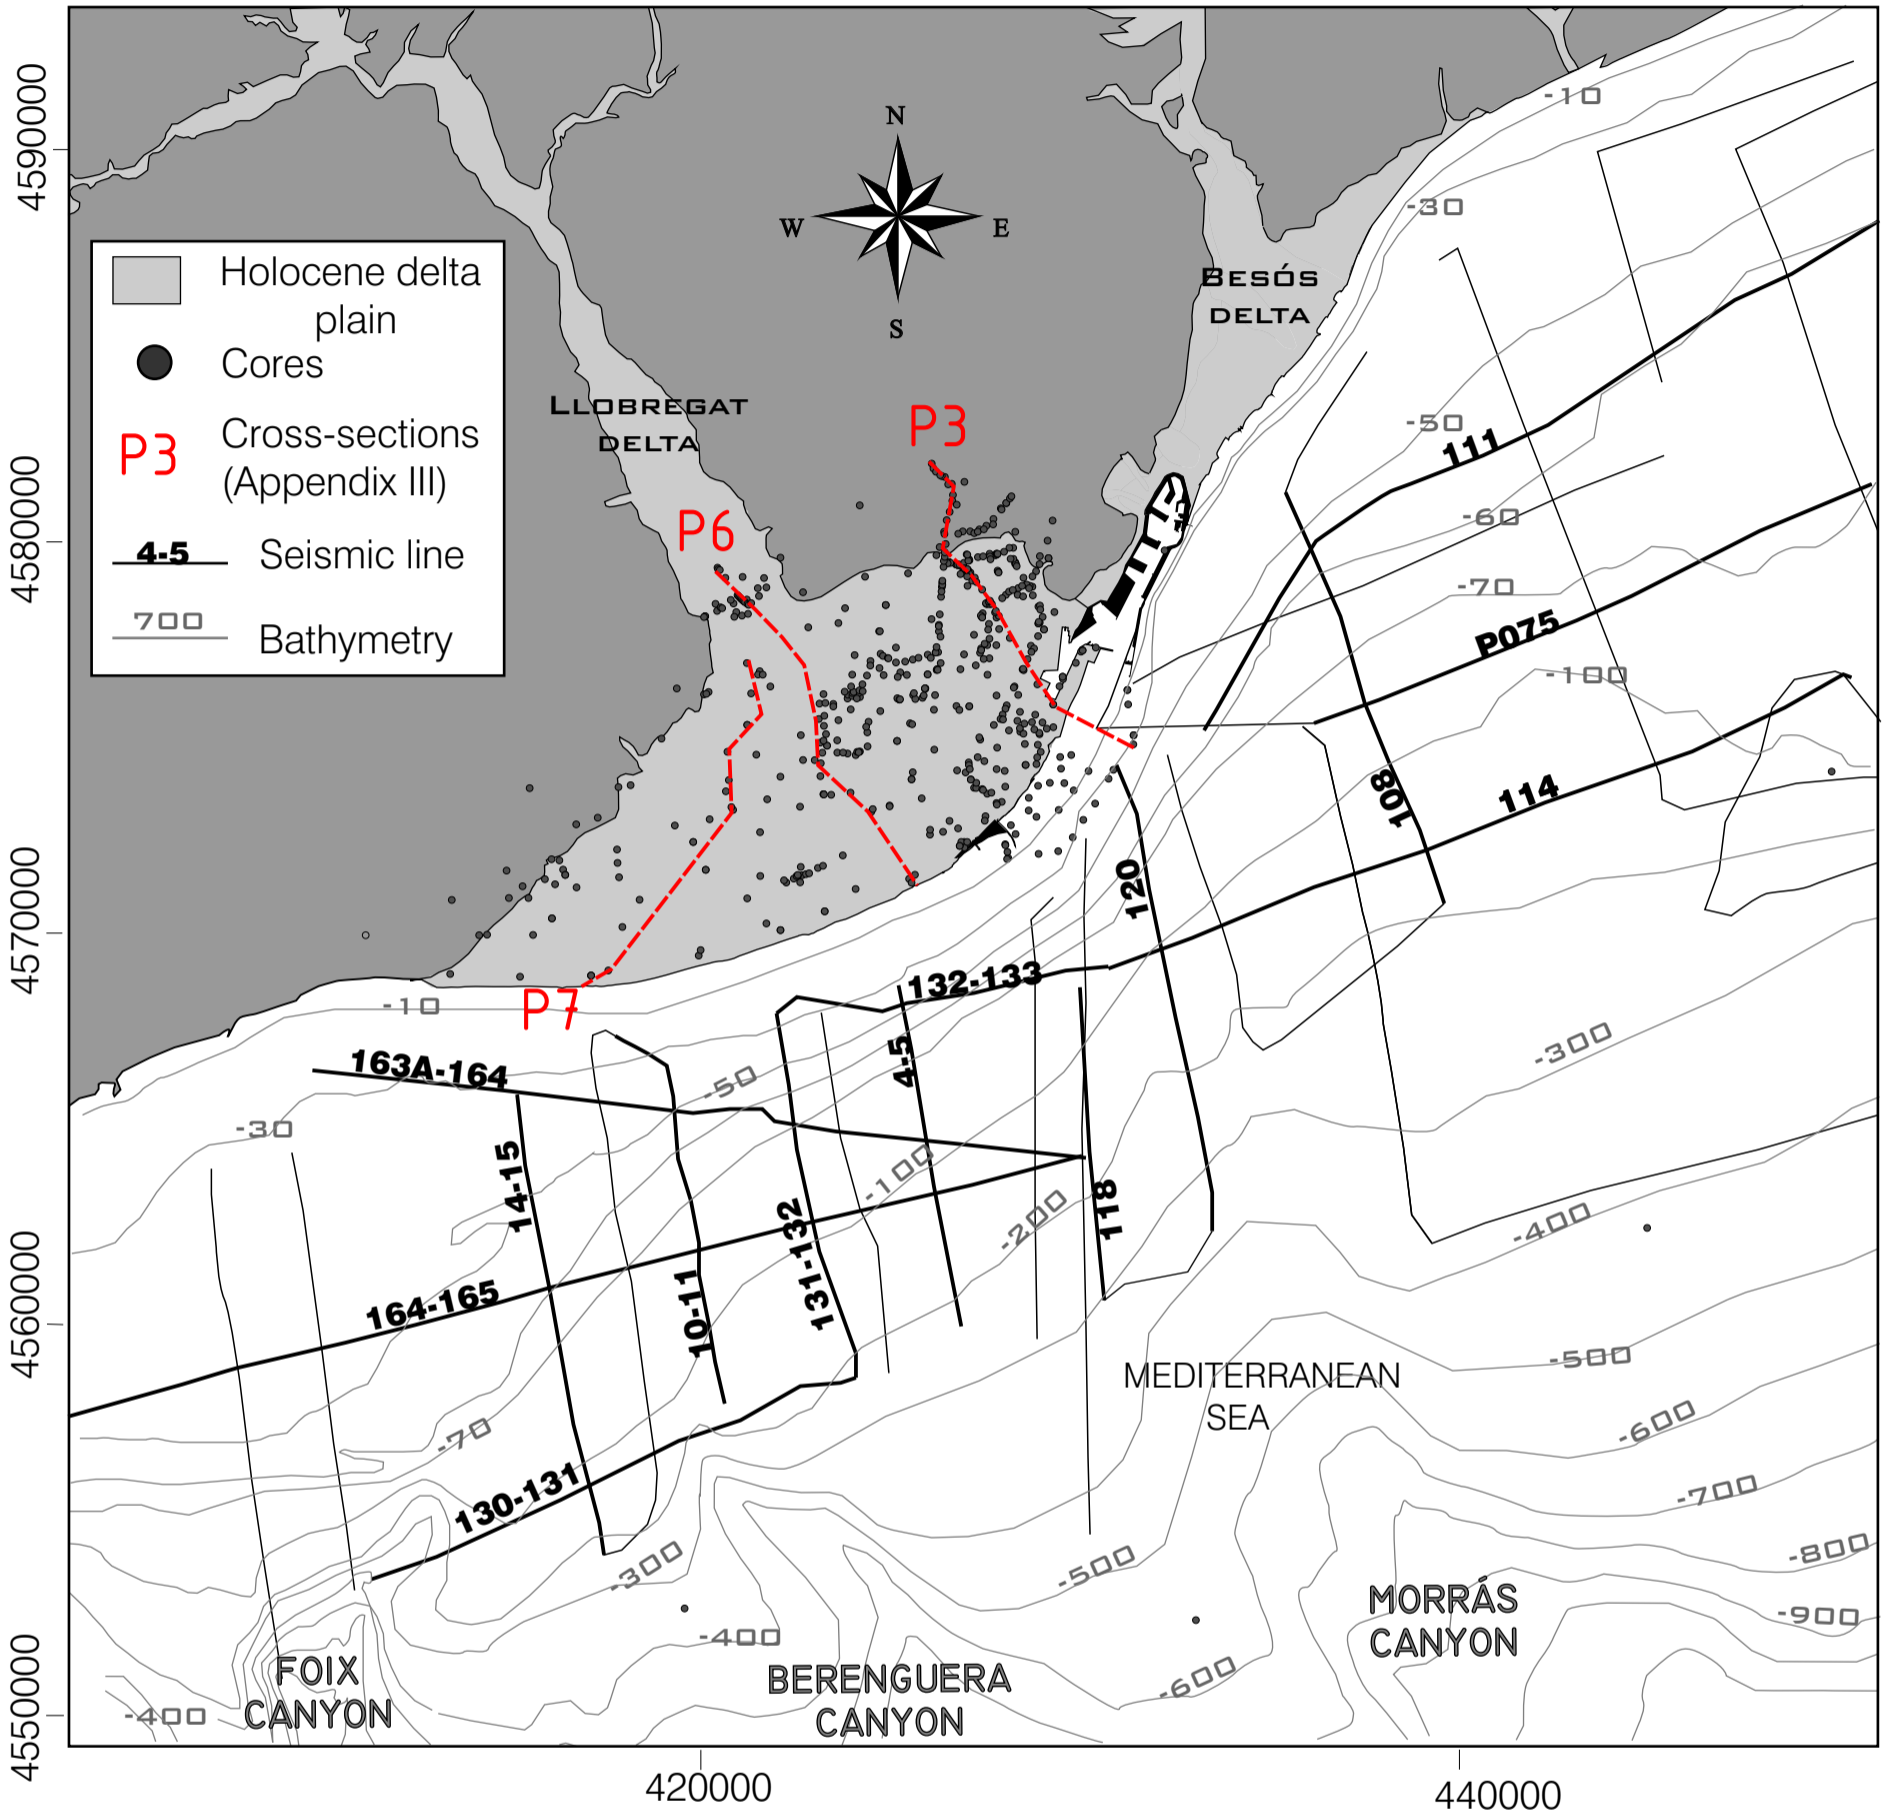 4590000
4580000
4570000
4560000
4550000
420000
440000
N
W
E
S
Holocene delta
plain
Cores
P3
Cross-sections
(Appendix III)
4-5
Seismic line
700
Bathymetry
LLOBREGAT
DELTA
BESÓS
DELTA
P3
P6
P7
-10
-30
-50
111
-60
-70
P075
-100
108
114
120
132-133
-10
163A-164
-50
4-5
-300
-30
14-15
-100
118
-200
-400
131-132
164-165
10-11
MEDITERRANEAN
SEA
-500
-600
-70
130-131
-700
-300
-500
-800
MORRÁS
CANYON
-900
-400
FOIX
CANYON
BERENGUERA
CANYON
-600
-400